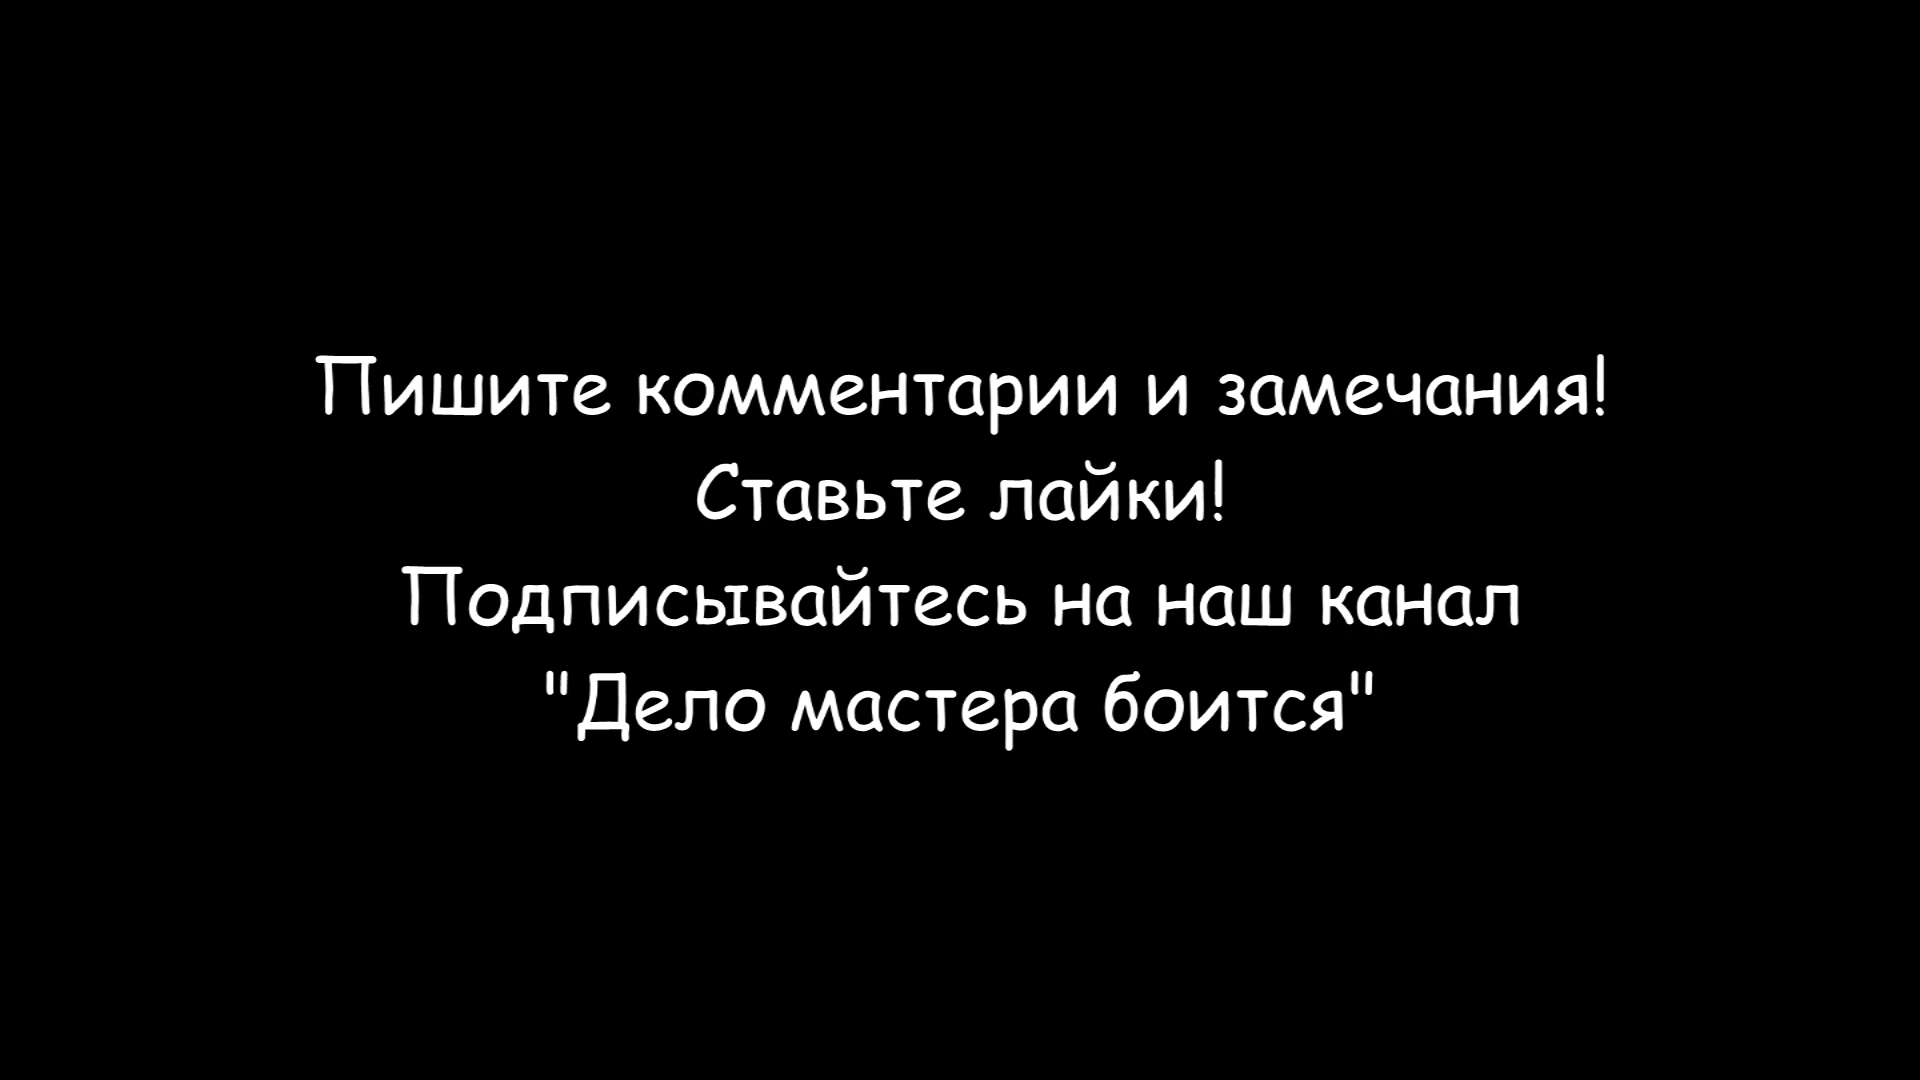 Пишите комментарии и замечания!
Ставьте лайки!
Подписывайтесь на наш канал
"Дело мастера боится"